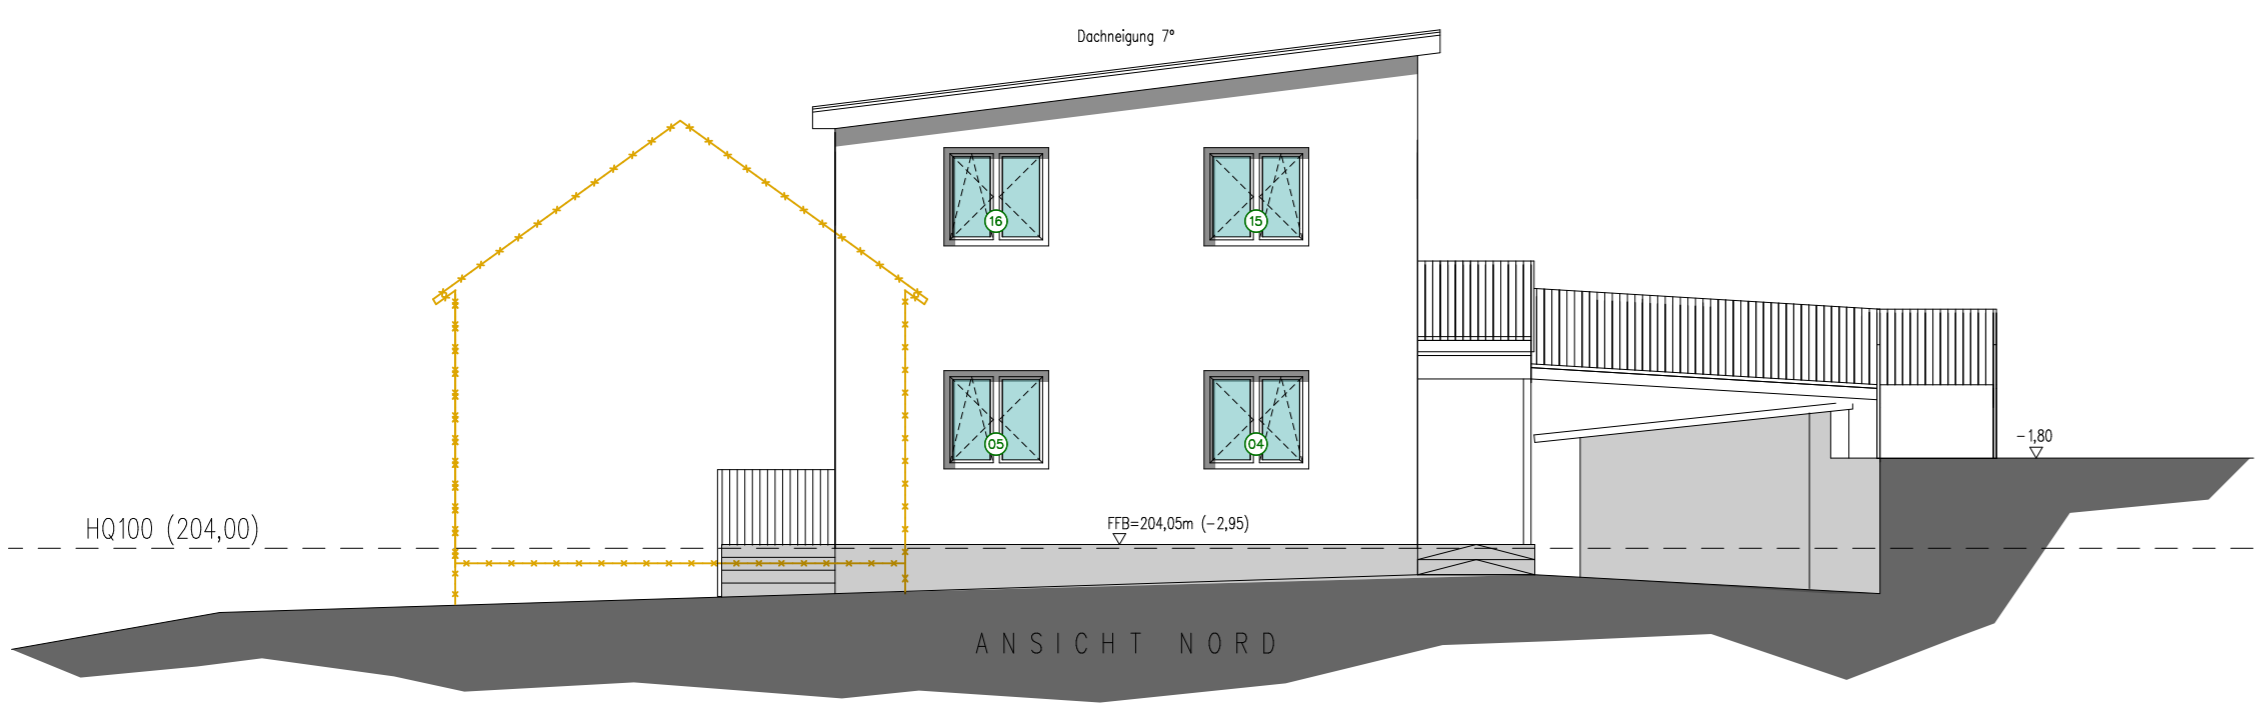 Dachneigung 7°
16
15
05
04
-1,80
HQ100 (204,00)
FFB=204,05m (-2,95)
ANSICHT NORD